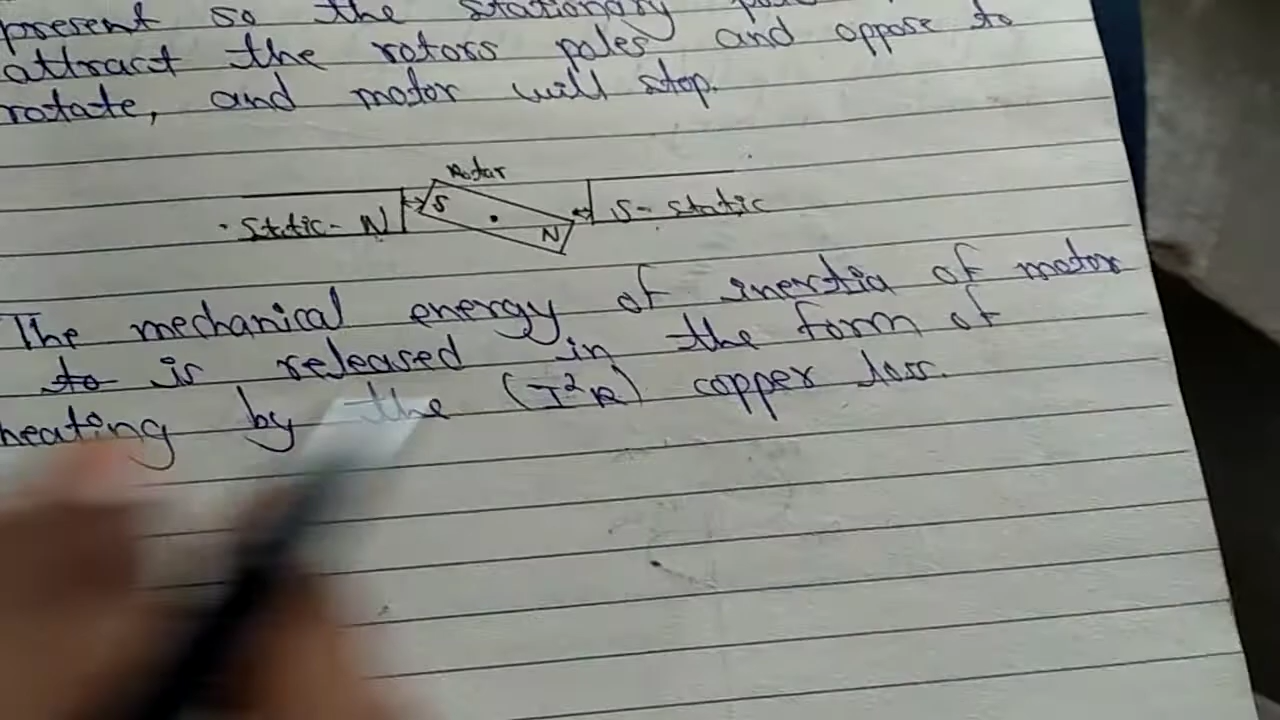 present so the stationary
attract the rotors poles and oppose to
rotate, and motor will stop.
Rotor
Static - N S N S - static
The mechanical energy of inertia of motor
to is released in the form of
heating by the (I²R) copper loss.